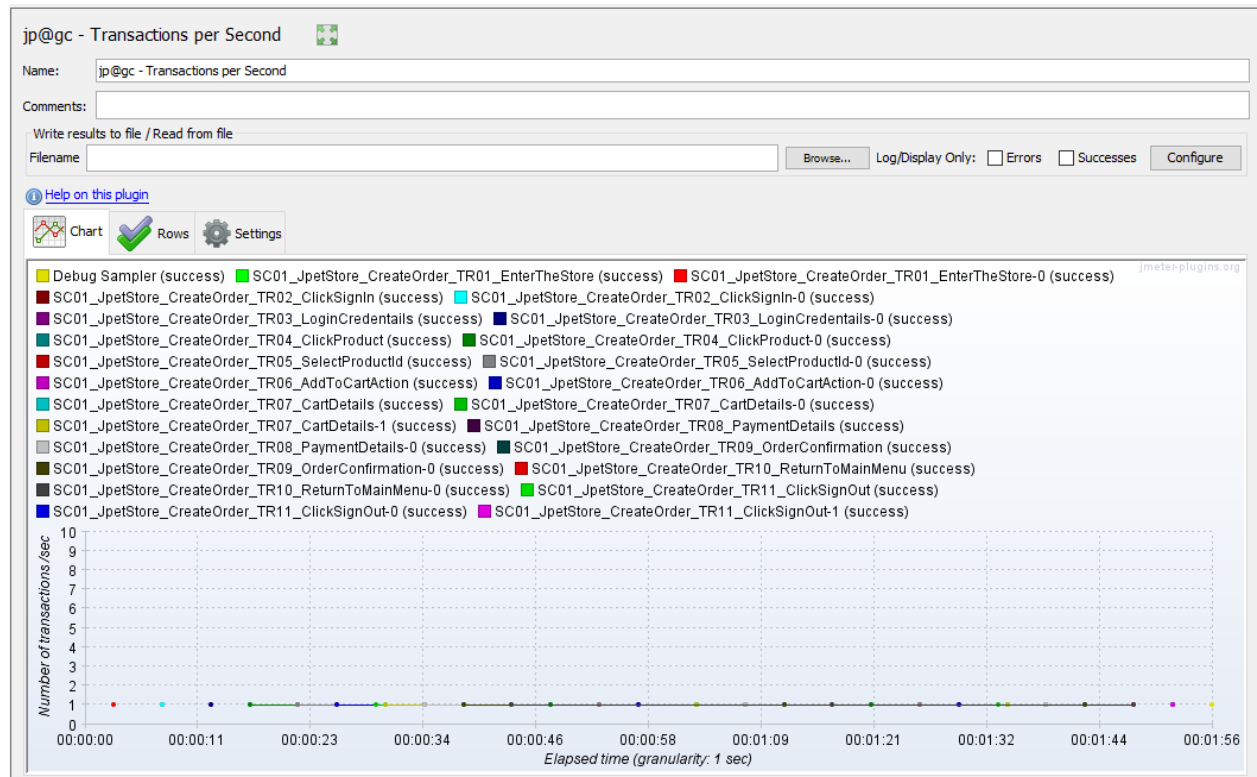 jp@gc - Transactions per Second
Name: jp@gc - Transactions per Second
Comments:
Write results to file / Read from file
Filename Browse... Log/Display Only: Errors Successes Configure
Help on this plugin
Chart Rows Settings
jmeter-plugins.org
Debug Sampler (success) SC01_JpetStore_CreateOrder_TR01_EnterTheStore (success) SC01_JpetStore_CreateOrder_TR01_EnterTheStore-0 (success)
SC01_JpetStore_CreateOrder_TR02_ClickSignIn (success) SC01_JpetStore_CreateOrder_TR02_ClickSignIn-0 (success)
SC01_JpetStore_CreateOrder_TR03_LoginCredentails (success) SC01_JpetStore_CreateOrder_TR03_LoginCredentails-0 (success)
SC01_JpetStore_CreateOrder_TR04_ClickProduct (success) SC01_JpetStore_CreateOrder_TR04_ClickProduct-0 (success)
SC01_JpetStore_CreateOrder_TR05_SelectProductId (success) SC01_JpetStore_CreateOrder_TR05_SelectProductId-0 (success)
SC01_JpetStore_CreateOrder_TR06_AddToCartAction (success) SC01_JpetStore_CreateOrder_TR06_AddToCartAction-0 (success)
SC01_JpetStore_CreateOrder_TR07_CartDetails (success) SC01_JpetStore_CreateOrder_TR07_CartDetails-0 (success)
SC01_JpetStore_CreateOrder_TR07_CartDetails-1 (success) SC01_JpetStore_CreateOrder_TR08_PaymentDetails (success)
SC01_JpetStore_CreateOrder_TR08_PaymentDetails-0 (success) SC01_JpetStore_CreateOrder_TR09_OrderConfirmation (success)
SC01_JpetStore_CreateOrder_TR09_OrderConfirmation-0 (success) SC01_JpetStore_CreateOrder_TR10_ReturnToMainMenu (success)
SC01_JpetStore_CreateOrder_TR10_ReturnToMainMenu-0 (success) SC01_JpetStore_CreateOrder_TR11_ClickSignOut (success)
SC01_JpetStore_CreateOrder_TR11_ClickSignOut-0 (success) SC01_JpetStore_CreateOrder_TR11_ClickSignOut-1 (success)
Number of transactions /sec
10
9
8
7
6
5
4
3
2
1
0
00:00:00 00:00:11 00:00:23 00:00:34 00:00:46 00:00:58 00:01:09 00:01:21 00:01:32 00:01:44 00:01:56
Elapsed time (granularity: 1 sec)